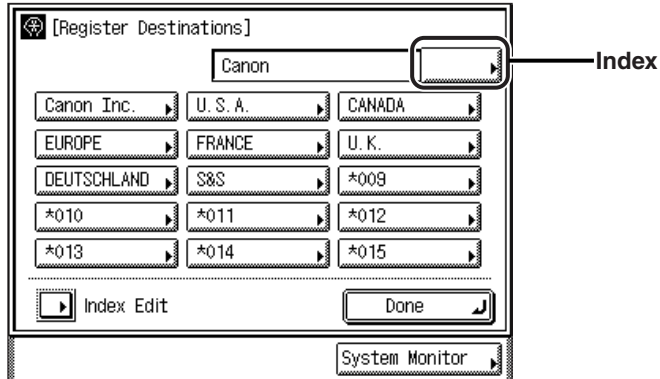 [Register Destinations]
Canon
Index
Canon Inc. U.S.A. CANADA
EUROPE FRANCE U.K.
DEUTSCHLAND S&S *009
*010 *011 *012
*013 *014 *015
Index Edit Done
System Monitor